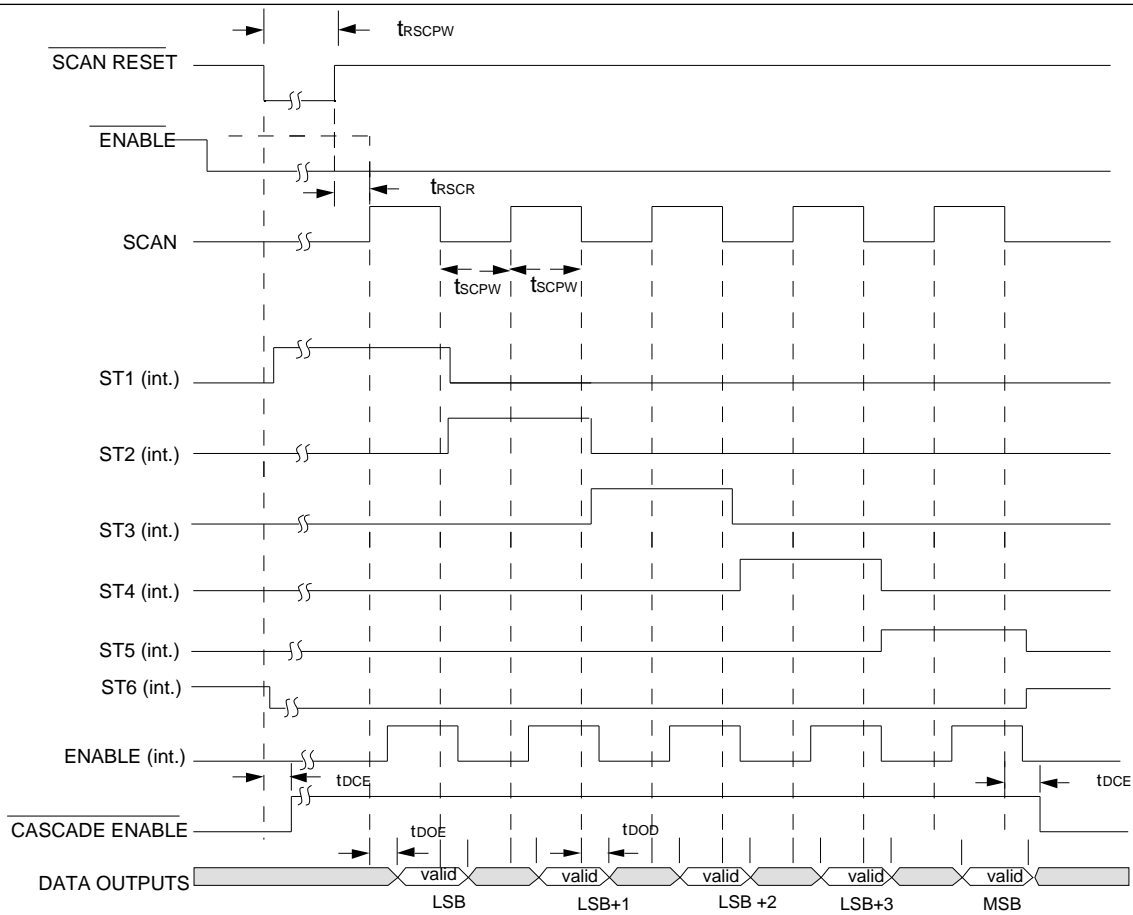 tRSCPW
SCAN RESET
ENABLE
tRSCR
SCAN
tSCPW tSCPW
ST1 (int.)
ST2 (int.)
ST3 (int.)
ST4 (int.)
ST5 (int.)
ST6 (int.)
ENABLE (int.)
tDCE tDCE
CASCADE ENABLE
tDOE tDOD
DATA OUTPUTS valid valid valid valid valid
LSB LSB+1 LSB +2 LSB+3 MSB